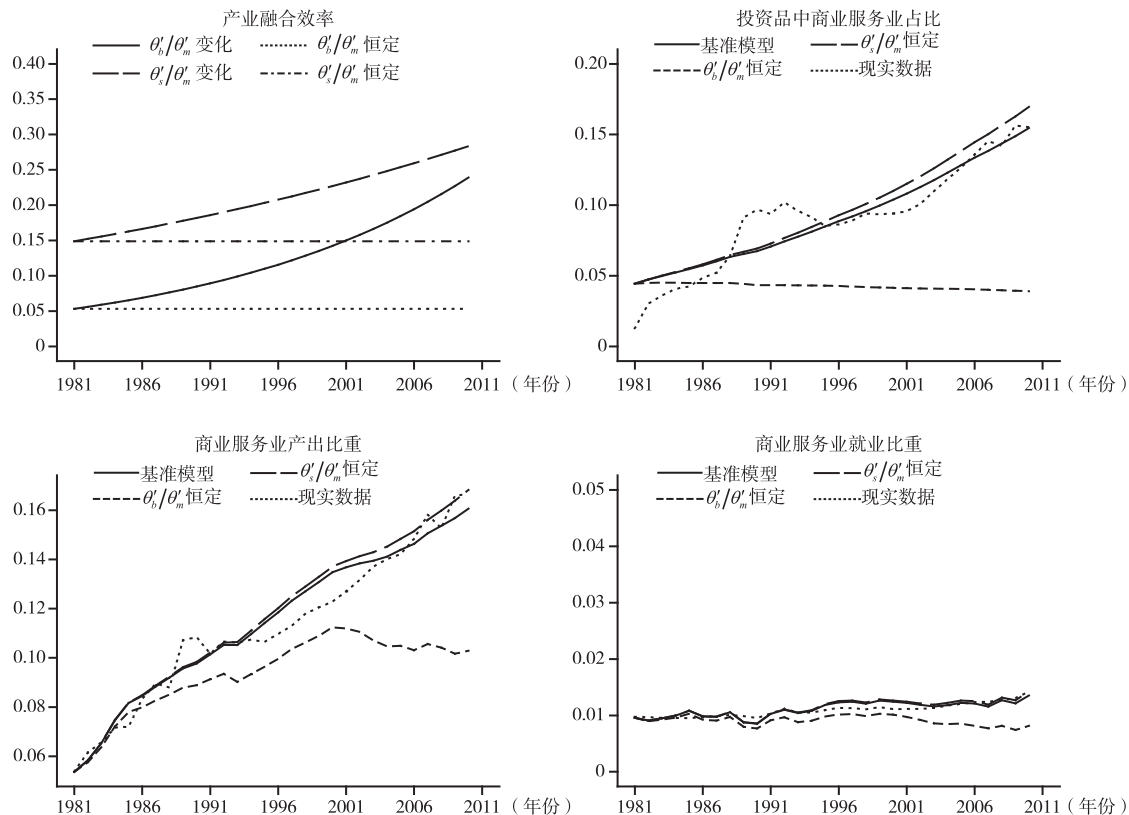 产业融合效率
θ′b/θ′m 变化 θ′b/θ′m 恒定
θ′s/θ′m 变化 θ′s/θ′m 恒定
0.40
0.35
0.30
0.25
0.20
0.15
0.10
0.05
0
1981 1986 1991 1996 2001 2006 2011 (年份)
投资品中商业服务业占比
基准模型 θ′s/θ′m 恒定
θ′b/θ′m 恒定 现实数据
0.20
0.15
0.10
0.05
0
1981 1986 1991 1996 2001 2006 2011 (年份)
商业服务业产出比重
基准模型 θ′s/θ′m 恒定
θ′b/θ′m 恒定 现实数据
0.16
0.14
0.12
0.10
0.08
0.06
1981 1986 1991 1996 2001 2006 2011 (年份)
商业服务业就业比重
基准模型 θ′s/θ′m 恒定
θ′b/θ′m 恒定 现实数据
0.05
0.04
0.03
0.02
0.01
0
1981 1986 1991 1996 2001 2006 2011 (年份)